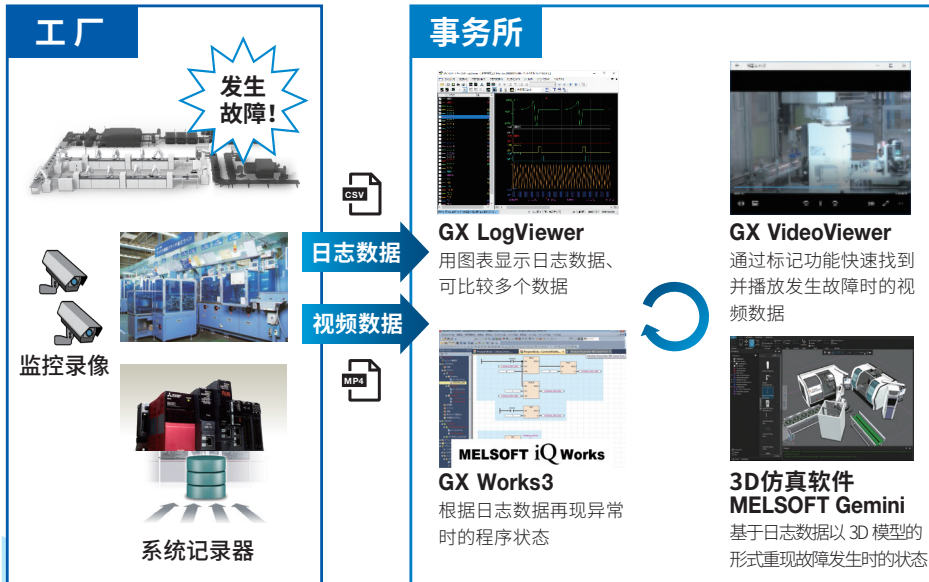 工厂
发生
故障!
CSV
日志数据
视频数据
MP4
监控录像
系统记录器
事务所
GX LogViewer
用图表显示日志数据、
可比较多个数据
GX VideoViewer
通过标记功能快速找到
并播放发生故障时的视
频数据
MELSOFT iQ Works
GX Works3
根据日志数据再现异常
时的程序状态
3D仿真软件
MELSOFT Gemini
基于日志数据以 3D 模型的
形式重现故障发生时的状态